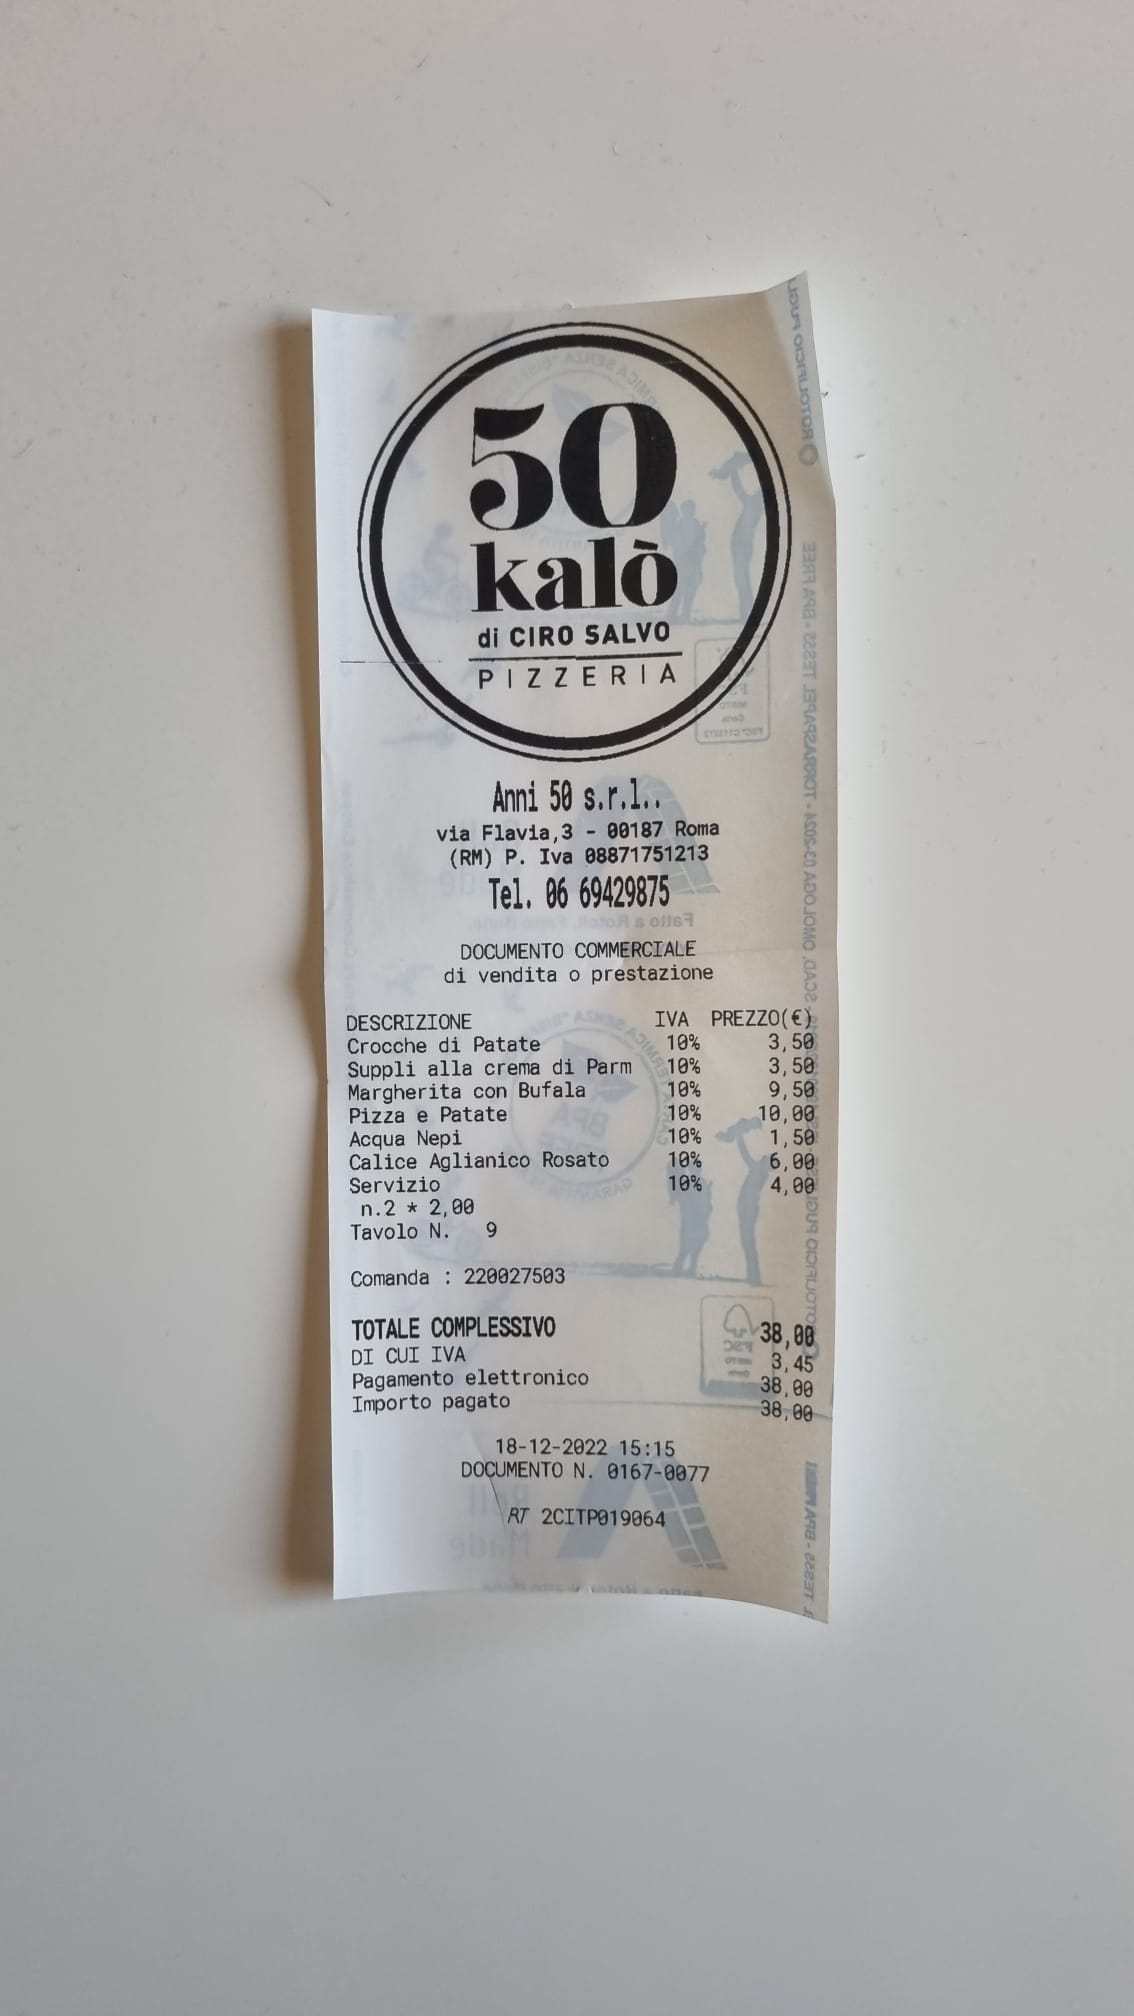 50
kalò
di CIRO SALVO
PIZZERIA
Anni 50 s.r.l..
via Flavia,3 - 00187 Roma
(RM) P. Iva 08871751213
Tel. 06 69429875
DOCUMENTO COMMERCIALE
di vendita o prestazione
DESCRIZIONE IVA PREZZO(€)
Crocche di Patate 10% 3,50
Suppli alla crema di Parm 10% 3,50
Margherita con Bufala 10% 9,50
Pizza e Patate 10% 10,00
Acqua Nepi 10% 1,50
Calice Aglianico Rosato 10% 6,00
Servizio 10% 4,00
n.2 * 2,00
Tavolo N. 9
Comanda : 220027503
TOTALE COMPLESSIVO 38,00
DI CUI IVA 3,45
Pagamento elettronico 38,00
Importo pagato 38,00
18-12-2022 15:15
DOCUMENTO N. 0167-0077
RT 2CITP019064